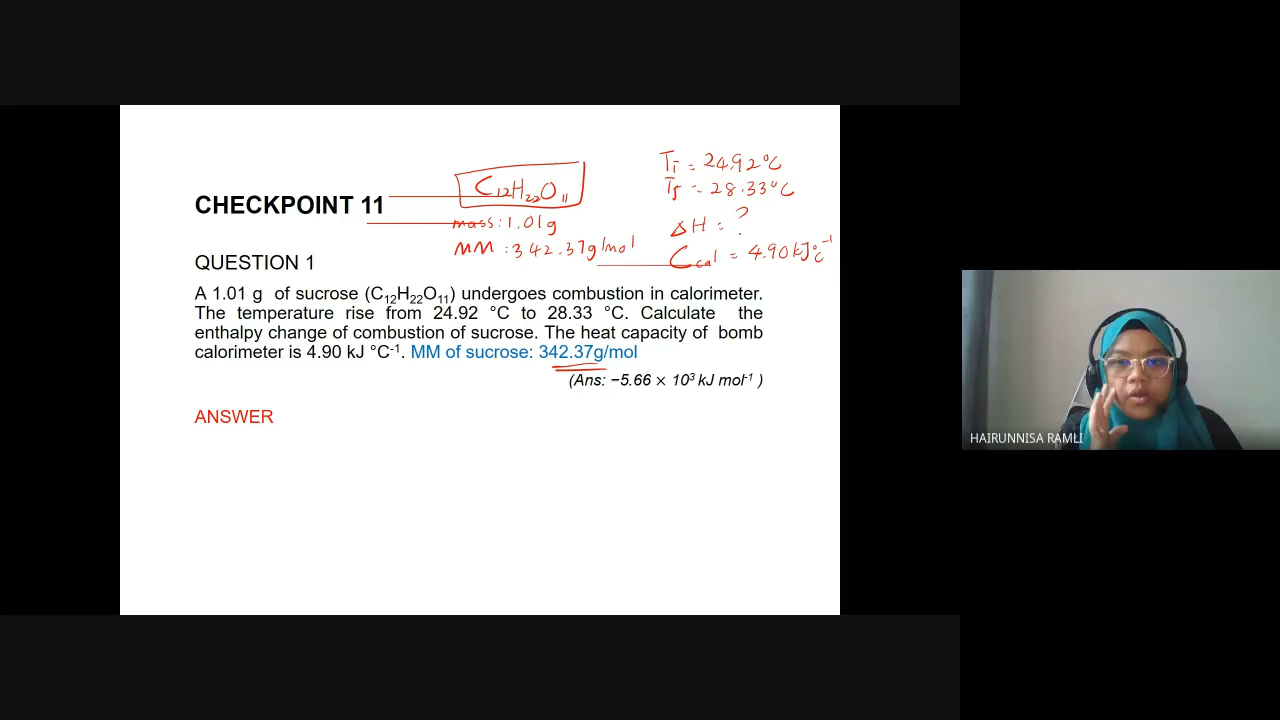 C12H22O11
mass: 1.01g
MM : 342.37g/mol
Ti = 24.92°C
Tf = 28.33°C
ΔH = ?
Ccal = 4.90 kJ°C⁻¹
CHECKPOINT 11
QUESTION 1
A 1.01 g of sucrose (C₁₂H₂₂O₁₁) undergoes combustion in calorimeter.
The temperature rise from 24.92 °C to 28.33 °C. Calculate the
enthalpy change of combustion of sucrose. The heat capacity of bomb
calorimeter is 4.90 kJ °C⁻¹. MM of sucrose: 342.37g/mol
(Ans: −5.66 × 10³ kJ mol⁻¹ )
ANSWER
HAIRUNNISA RAMLI